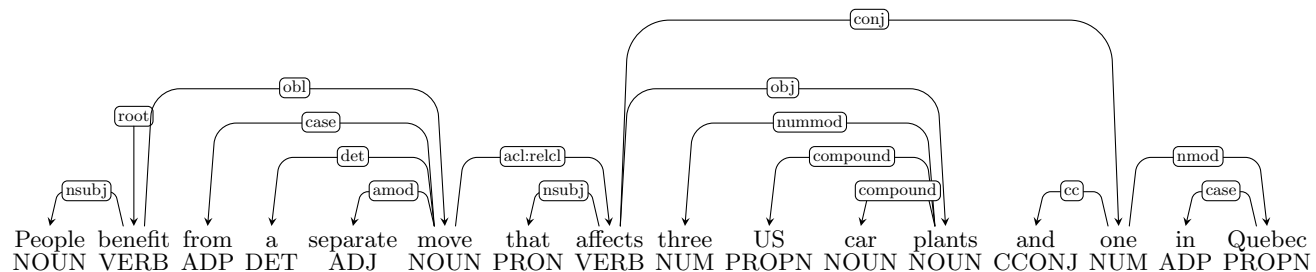 conj
obl obj
root
case nummod
det acl:relcl compound nmod
nsubj amod nsubj compound cc case
People benefit from a separate move that affects three US car plants and one in Quebec
NOUN VERB ADP DET ADJ NOUN PRON VERB NUM PROPN NOUN NOUN CCONJ NUM ADP PROPN